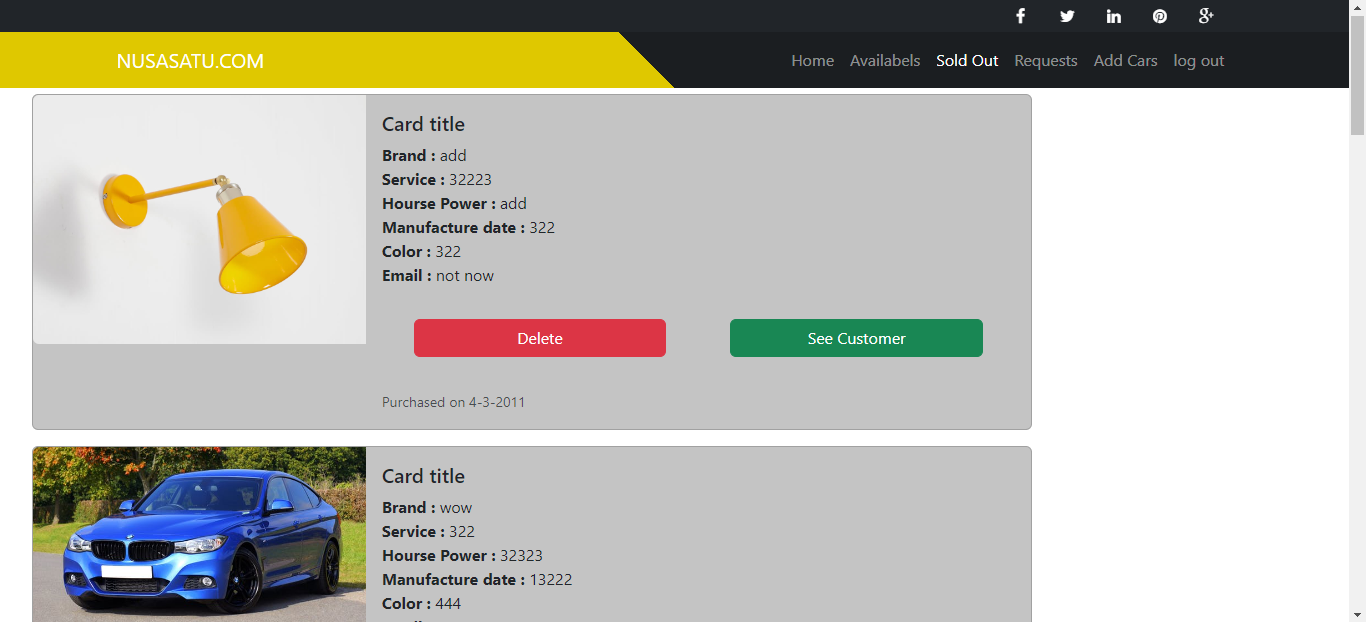 NUSASATU.COM
Home Availabels Sold Out Requests Add Cars log out
Card title
Brand : add
Service : 32223
Hourse Power : add
Manufacture date : 322
Color : 322
Email : not now
Delete See Customer
Purchased on 4-3-2011
Card title
Brand : wow
Service : 322
Hourse Power : 32323
Manufacture date : 13222
Color : 444